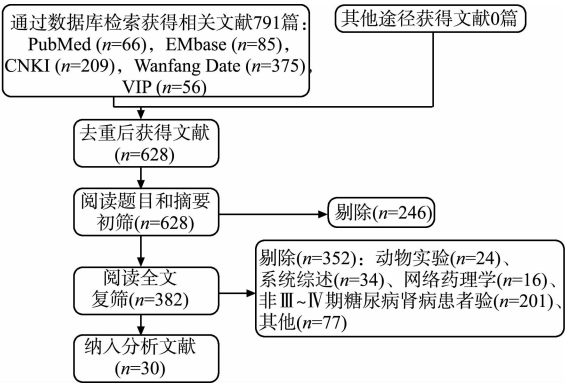 通过数据库检索获得相关文献791篇：
PubMed (n=66)，EMbase (n=85)，
CNKI (n=209)，Wanfang Date (n=375)，
VIP (n=56)
其他途径获得文献0篇
去重后获得文献
(n=628)
阅读题目和摘要
初筛(n=628)
剔除(n=246)
阅读全文
复筛(n=382)
剔除(n=352)：动物实验(n=24)、
系统综述(n=34)、网络药理学(n=16)、
非Ⅲ~Ⅳ期糖尿病肾病患者验(n=201)、
其他(n=77)
纳入分析文献
(n=30)